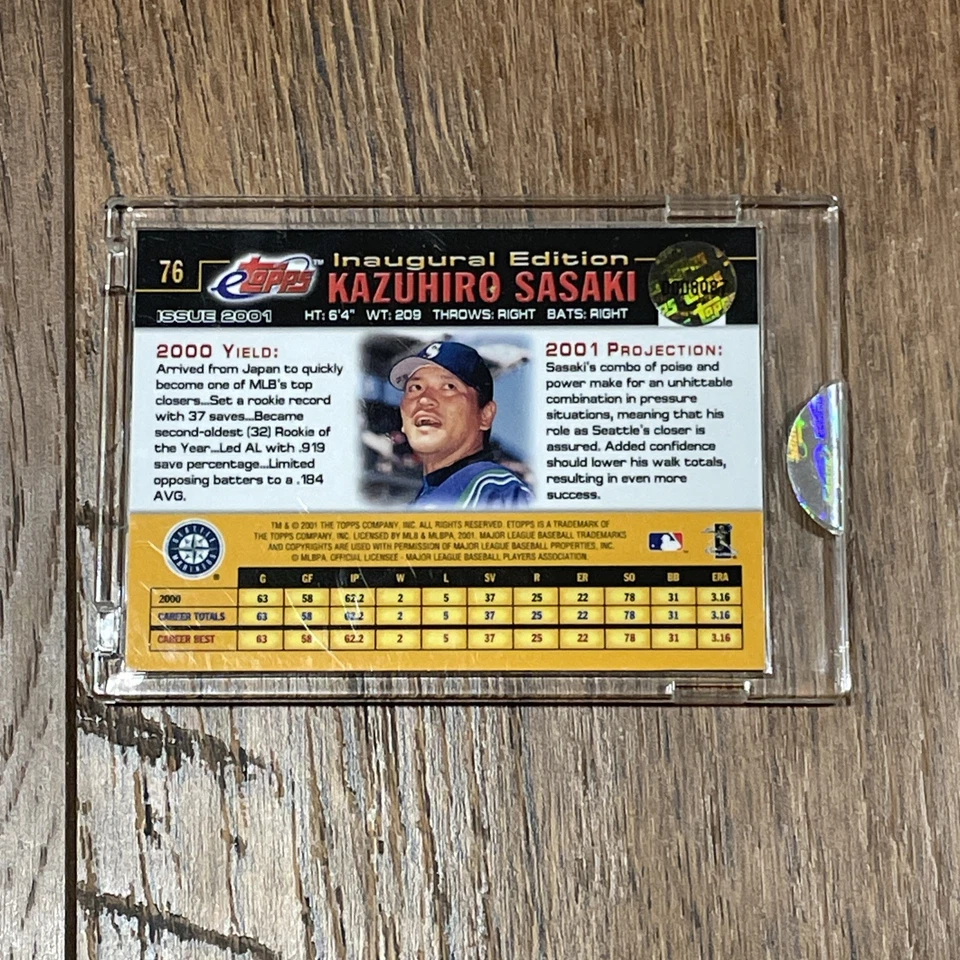 76
eTopps™
Inaugural Edition
KAZUHIRO SASAKI
ISSUE 2001
HT: 6'4" WT: 209 THROWS: RIGHT BATS: RIGHT
2000 YIELD:
Arrived from Japan to quickly
become one of MLB's top
closers...Set a rookie record
with 37 saves...Became
second-oldest (32) Rookie of
the Year...Led AL with .919
save percentage...Limited
opposing batters to a .184
AVG.
S
2001 PROJECTION:
Sasaki's combo of poise and
power make for an unhittable
combination in pressure
situations, meaning that his
role as Seattle's closer is
assured. Added confidence
should lower his walk totals,
resulting in even more
success.
TM & © 2001 THE TOPPS COMPANY, INC. ALL RIGHTS RESERVED. ETOPPS IS A TRADEMARK OF
THE TOPPS COMPANY, INC. LICENSED BY MLB & MLBPA, 2001. MAJOR LEAGUE BASEBALL TRADEMARKS
AND COPYRIGHTS ARE USED WITH PERMISSION OF MAJOR LEAGUE BASEBALL PROPERTIES, INC.
© MLBPA. OFFICIAL LICENSEE - MAJOR LEAGUE BASEBALL PLAYERS ASSOCIATION.
SEATTLE MARINERS ®
G GF IP W L SV R ER SO BB ERA
2000 63 58 62.2 2 5 37 25 22 78 31 3.16
CAREER TOTALS 63 58 62.2 2 5 37 25 22 78 31 3.16
CAREER BEST 63 58 62.2 2 5 37 25 22 78 31 3.16